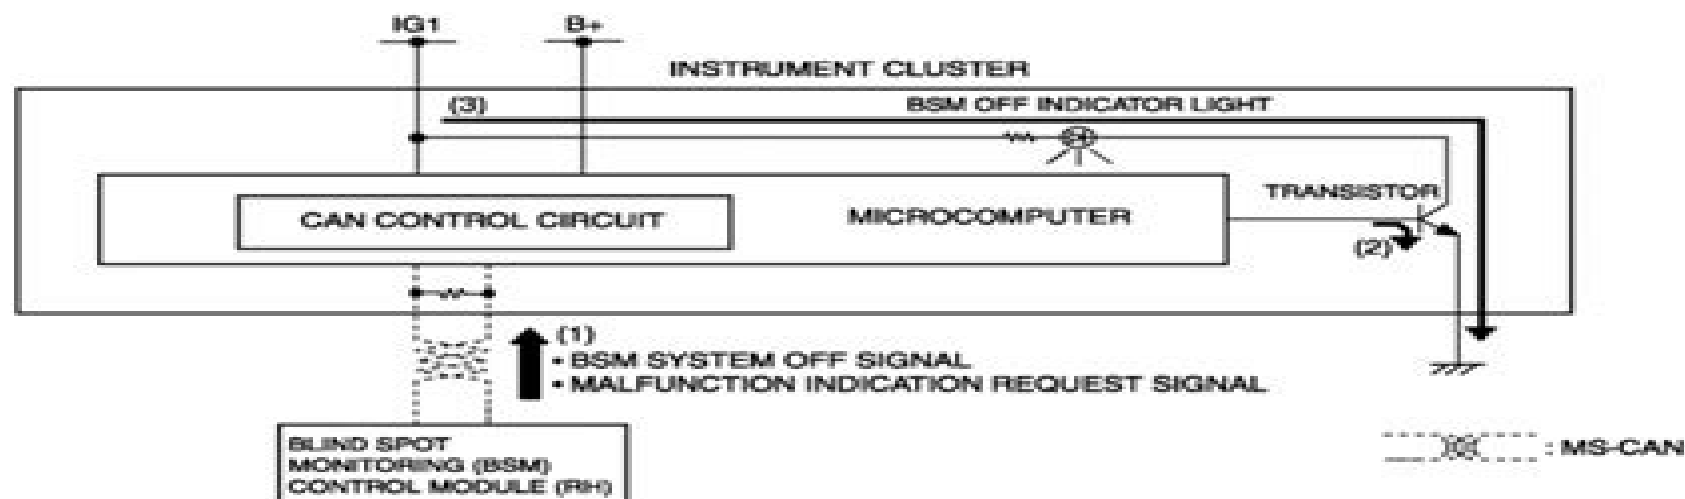 IG1
B+
INSTRUMENT CLUSTER
(3)
BSM OFF INDICATOR LIGHT
TRANSISTOR
CAN CONTROL CIRCUIT
MICROCOMPUTER
(2)
(1)
• BSM SYSTEM OFF SIGNAL
• MALFUNCTION INDICATION REQUEST SIGNAL
BLIND SPOT
MONITORING (BSM)
CONTROL MODULE (RH)
: MS-CAN